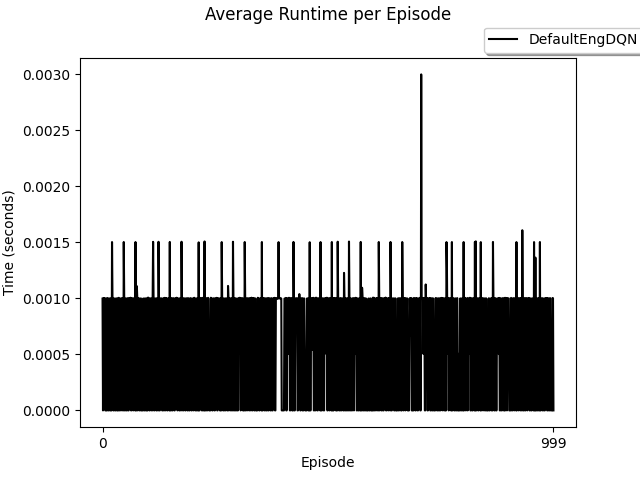 Average Runtime per Episode
DefaultEngDQN
0.0030
0.0025
0.0020
0.0015
0.0010
0.0005
0.0000
Time (seconds)
0
999
Episode